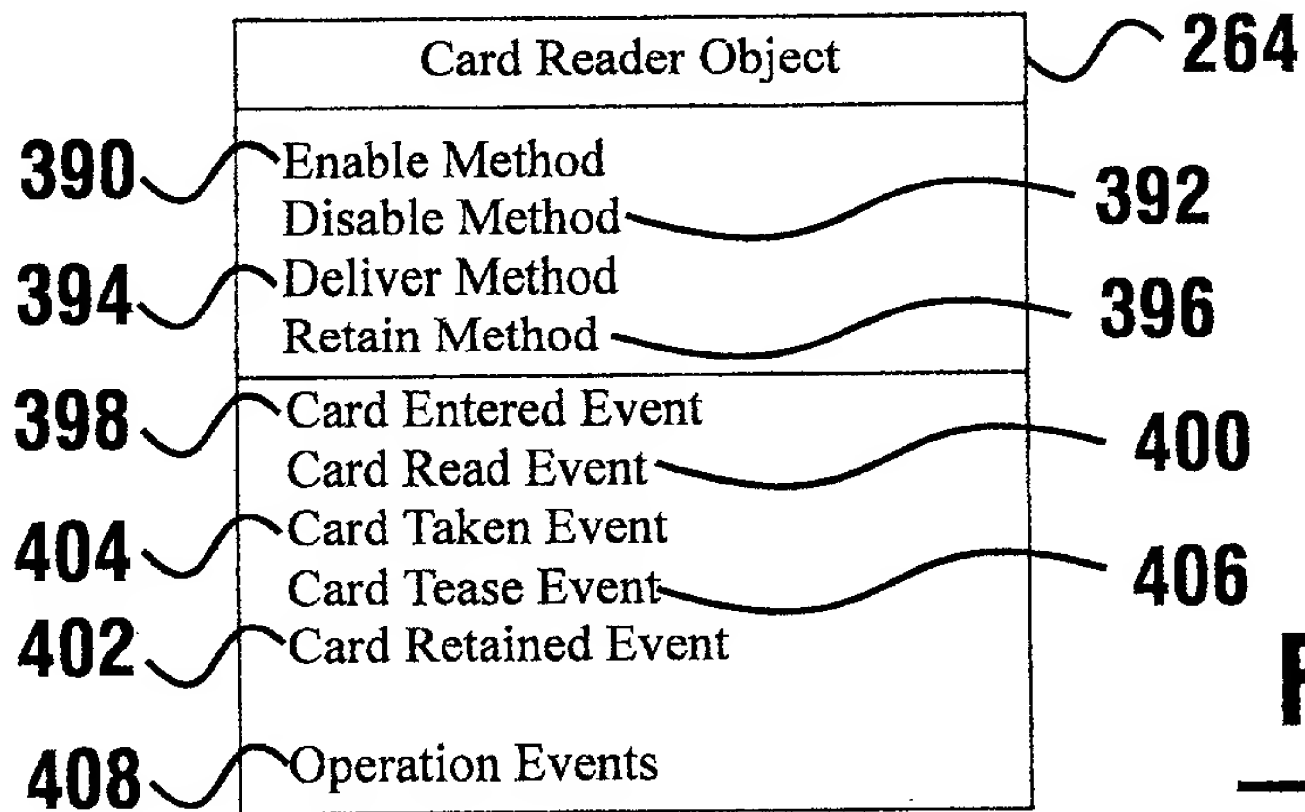 Card Reader Object 264
390 Enable Method
Disable Method 392
394 Deliver Method
Retain Method 396
398 Card Entered Event
Card Read Event 400
404 Card Taken Event
Card Tease Event 406
402 Card Retained Event
408 Operation Events